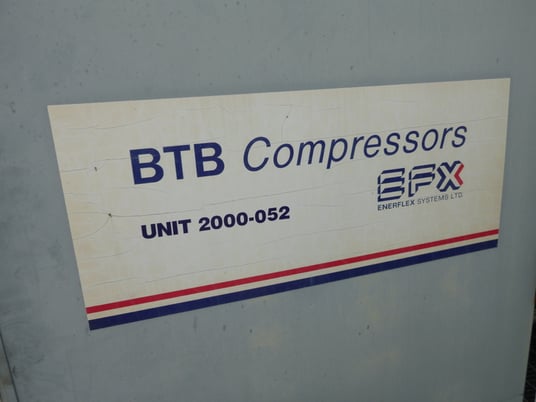 BTB Compressors
EFX
ENERFLEX SYSTEMS LTD.
UNIT 2000-052